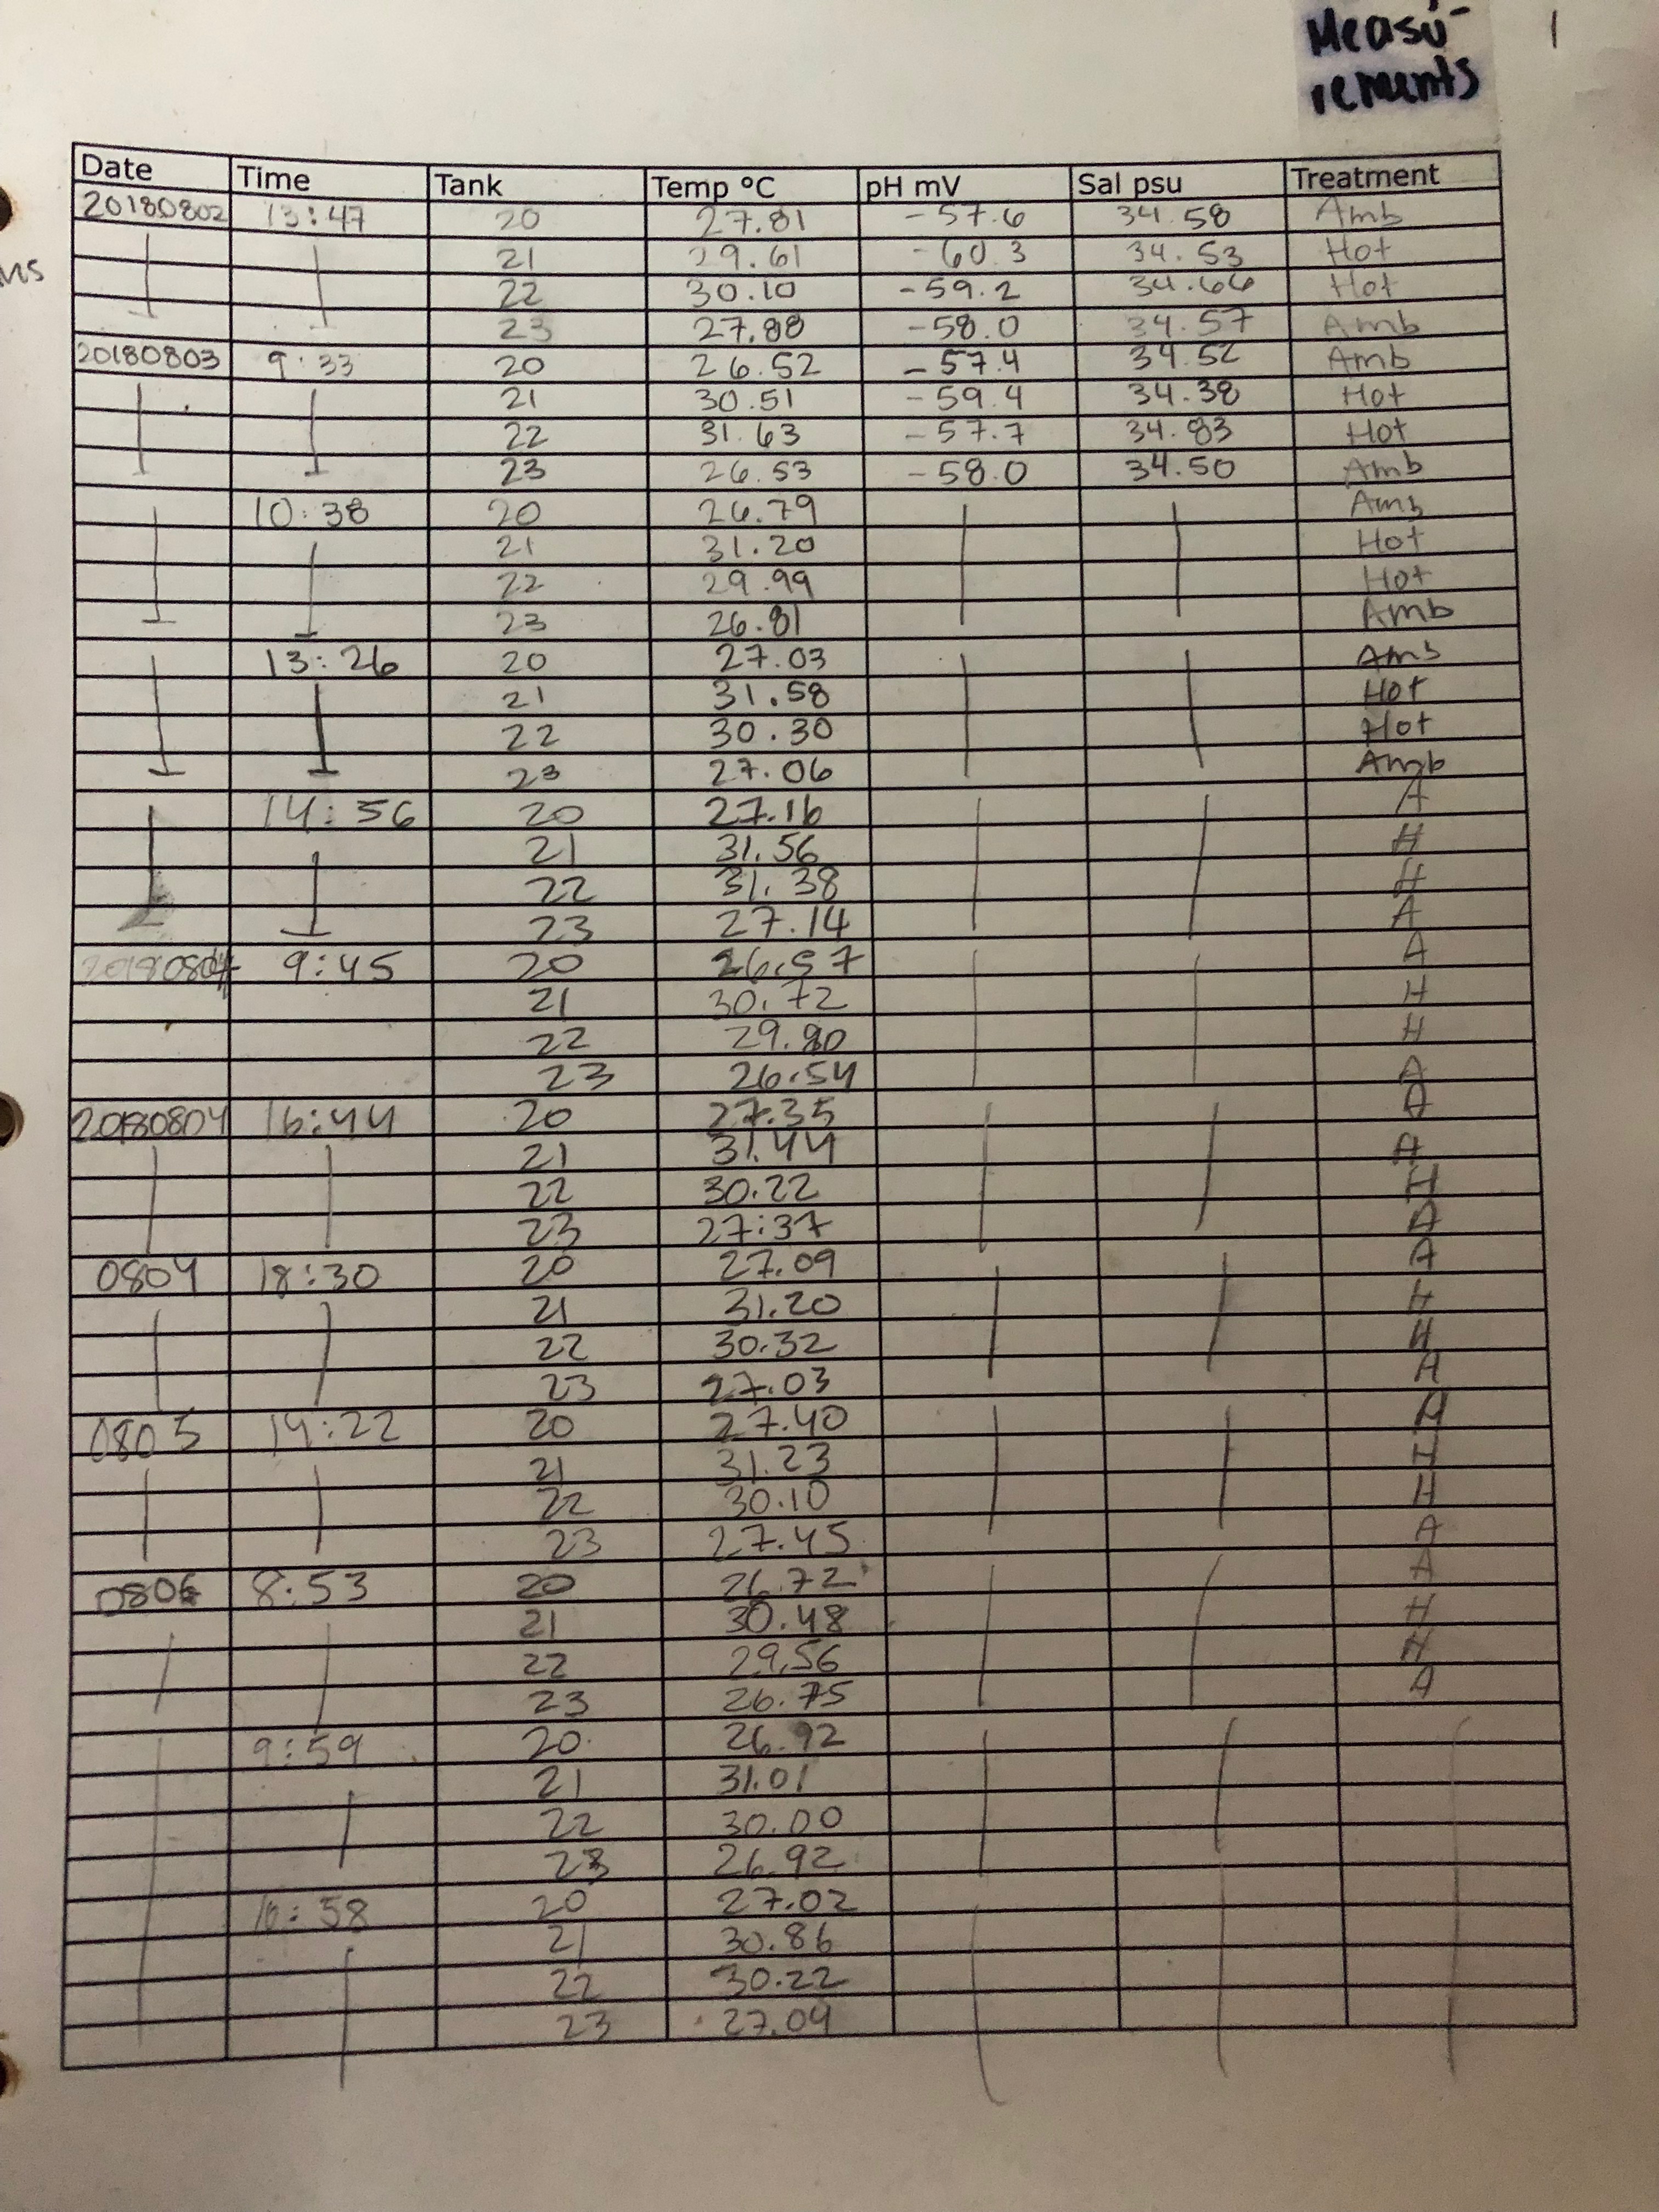 Measu-
rements
1
ns
Date Time Tank Temp °C pH mV Sal psu Treatment
20180802 13:47 20 27.81 -57.6 34.58 Amb
21 29.61 -60.3 34.53 Hot
22 30.10 -59.2 34.66 Hot
23 27.88 -58.0 34.57 Amb
20180803 9:33 20 26.52 -57.4 34.52 Amb
21 30.51 -59.4 34.38 Hot
22 31.63 -57.7 34.83 Hot
23 26.53 -58.0 34.50 Amb
10:38 20 26.79 Amb
21 31.20 Hot
22 29.99 Hot
23 26.81 Amb
13:26 20 27.03 Amb
21 31.58 Hot
22 30.30 Hot
23 27.06 Amb
14:56 20 27.16 A
21 31.56 H
22 31.38 H
23 27.14 A
20180804 9:45 20 26.57 A
21 30.72 H
22 29.80 H
23 26.54 A
20180804 16:44 20 27.35 A
21 31.44 A
22 30.22 H
23 27:37 A
0804 18:30 20 27.09 A
21 31.20 H
22 30.32 H
23 27.03 A
0805 14:22 20 27.40 A
21 31.23 H
22 30.10 H
23 27.45 A
0806 8:53 20 26.72 A
21 30.48 H
22 29.56 H
23 26.75 A
9:59 20 26.92
21 31.01
22 30.00
23 26.92
10:58 20 27.02
21 30.86
22 30.22
23 27.04